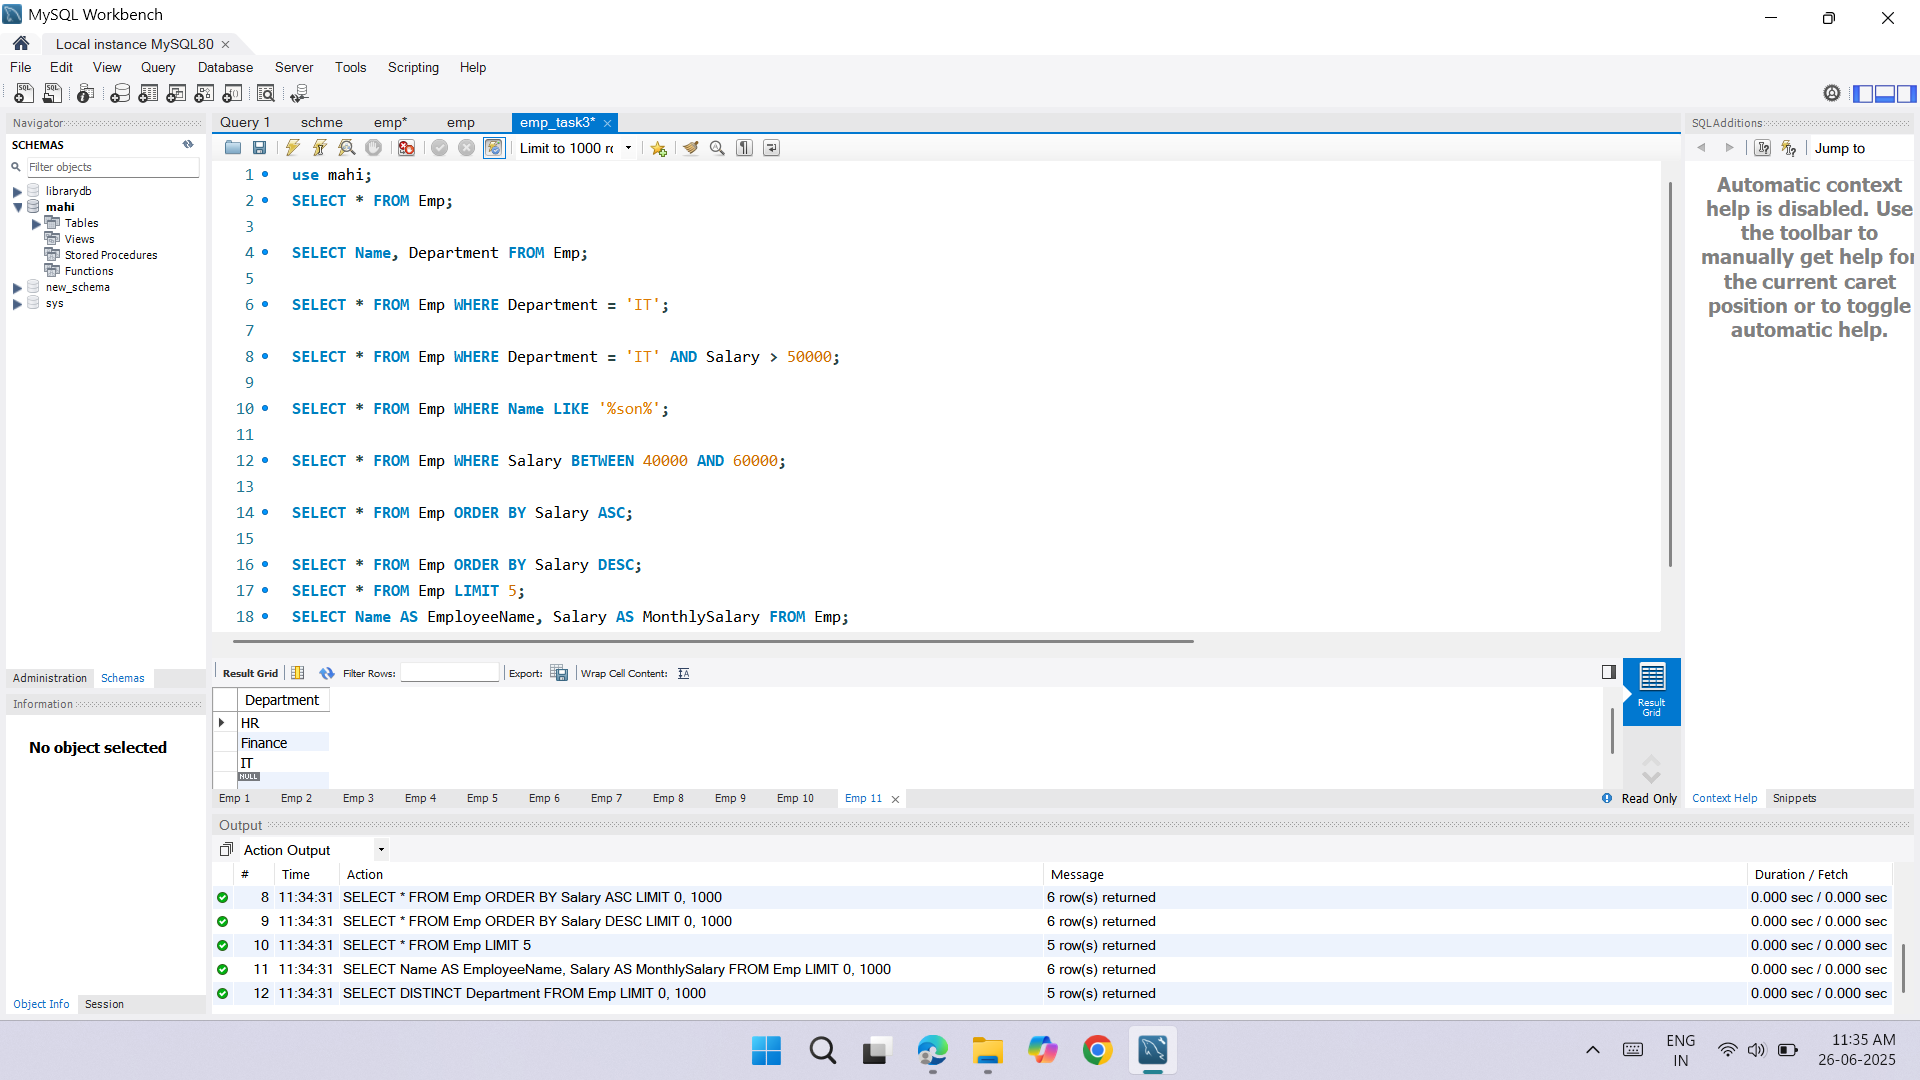 MySQL Workbench
Local instance MySQL80
File Edit View Query Database Server Tools Scripting Help
Navigator
SCHEMAS
Filter objects
librarydb
mahi
Tables
Views
Stored Procedures
Functions
new_schema
sys
Administration Schemas
Information
No object selected
Object Info Session
Query 1 schme emp* emp emp_task3*
Limit to 1000 rc
1 use mahi;
2 SELECT * FROM Emp;
3
4 SELECT Name, Department FROM Emp;
5
6 SELECT * FROM Emp WHERE Department = 'IT';
7
8 SELECT * FROM Emp WHERE Department = 'IT' AND Salary > 50000;
9
10 SELECT * FROM Emp WHERE Name LIKE '%son%';
11
12 SELECT * FROM Emp WHERE Salary BETWEEN 40000 AND 60000;
13
14 SELECT * FROM Emp ORDER BY Salary ASC;
15
16 SELECT * FROM Emp ORDER BY Salary DESC;
17 SELECT * FROM Emp LIMIT 5;
18 SELECT Name AS EmployeeName, Salary AS MonthlySalary FROM Emp;
Result Grid Filter Rows: Export: Wrap Cell Content:
Department
HR
Finance
IT
NULL
Result
Grid
Emp 1 Emp 2 Emp 3 Emp 4 Emp 5 Emp 6 Emp 7 Emp 8 Emp 9 Emp 10 Emp 11
Read Only
SQLAdditions
Jump to
Automatic context
help is disabled. Use
the toolbar to
manually get help for
the current caret
position or to toggle
automatic help.
Context Help Snippets
Output
Action Output
# Time Action Message Duration / Fetch
8 11:34:31 SELECT * FROM Emp ORDER BY Salary ASC LIMIT 0, 1000 6 row(s) returned 0.000 sec / 0.000 sec
9 11:34:31 SELECT * FROM Emp ORDER BY Salary DESC LIMIT 0, 1000 6 row(s) returned 0.000 sec / 0.000 sec
10 11:34:31 SELECT * FROM Emp LIMIT 5 5 row(s) returned 0.000 sec / 0.000 sec
11 11:34:31 SELECT Name AS EmployeeName, Salary AS MonthlySalary FROM Emp LIMIT 0, 1000 6 row(s) returned 0.000 sec / 0.000 sec
12 11:34:31 SELECT DISTINCT Department FROM Emp LIMIT 0, 1000 5 row(s) returned 0.000 sec / 0.000 sec
ENG
IN
11:35 AM
26-06-2025